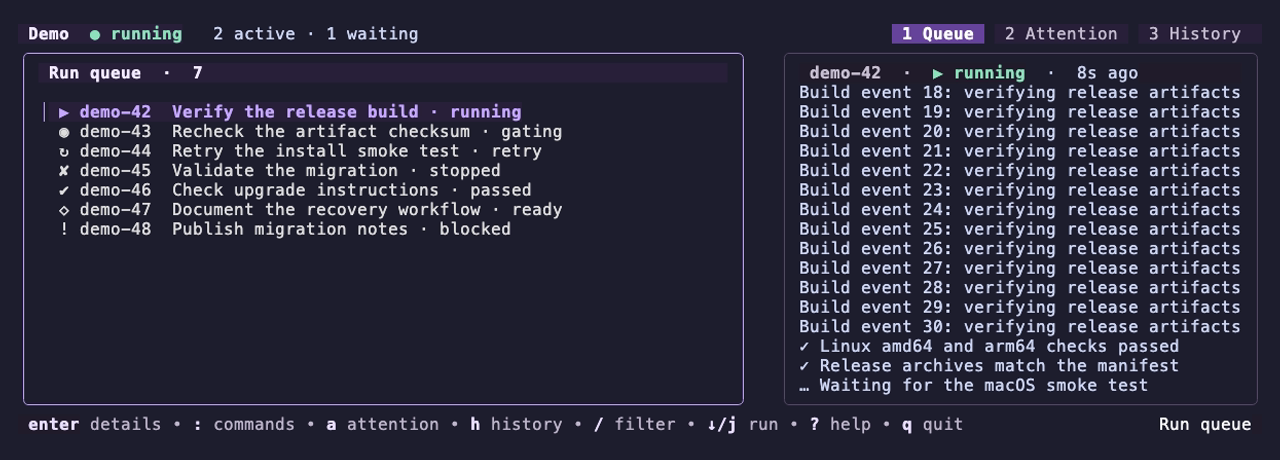 Demo ● running 2 active · 1 waiting
1 Queue 2 Attention 3 History
Run queue · 7
▶ demo-42 Verify the release build · running
◉ demo-43 Recheck the artifact checksum · gating
↻ demo-44 Retry the install smoke test · retry
✘ demo-45 Validate the migration · stopped
✔ demo-46 Check upgrade instructions · passed
◇ demo-47 Document the recovery workflow · ready
! demo-48 Publish migration notes · blocked
demo-42 · ▶ running · 8s ago
Build event 18: verifying release artifacts
Build event 19: verifying release artifacts
Build event 20: verifying release artifacts
Build event 21: verifying release artifacts
Build event 22: verifying release artifacts
Build event 23: verifying release artifacts
Build event 24: verifying release artifacts
Build event 25: verifying release artifacts
Build event 26: verifying release artifacts
Build event 27: verifying release artifacts
Build event 28: verifying release artifacts
Build event 29: verifying release artifacts
Build event 30: verifying release artifacts
✓ Linux amd64 and arm64 checks passed
✓ Release archives match the manifest
… Waiting for the macOS smoke test
enter details • : commands • a attention • h history • / filter • ↓/j run • ? help • q quit
Run queue